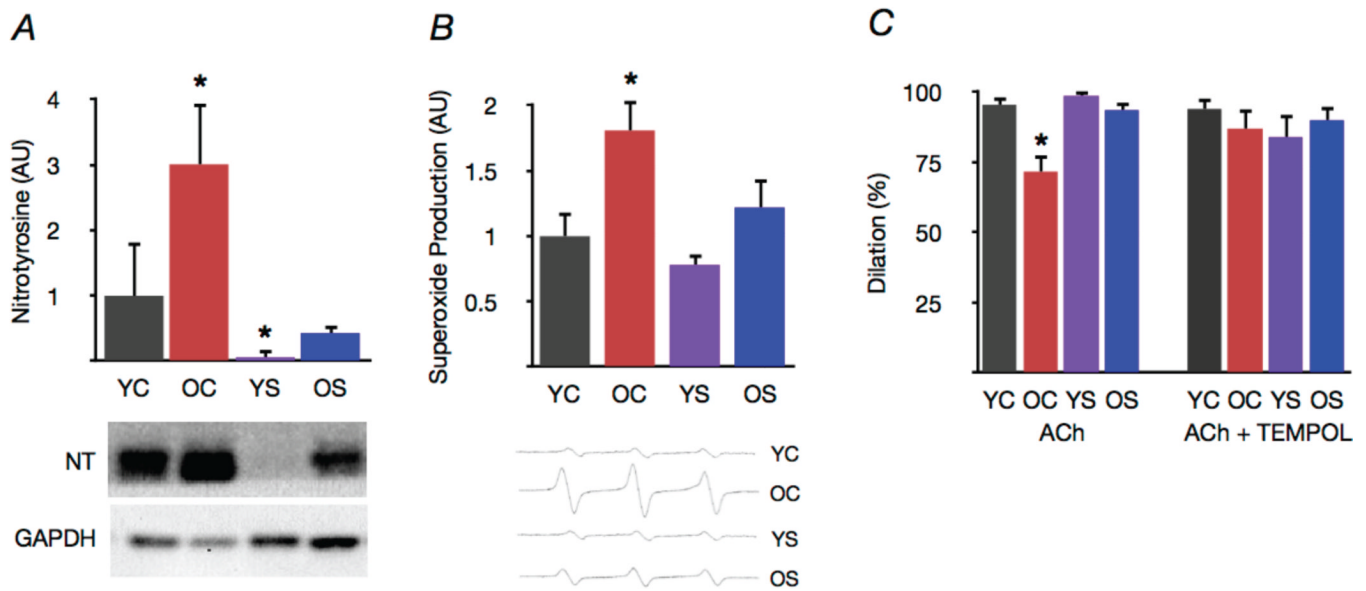 A
Nitrotyrosine (AU)
4
3
2
1
*
*
YC OC YS OS
NT
GAPDH
B
Superoxide Production (AU)
2
1.5
1
0.5
*
YC OC YS OS
YC
OC
YS
OS
C
Dilation (%)
100
75
50
25
*
YC OC YS OS YC OC YS OS
ACh ACh + TEMPOL